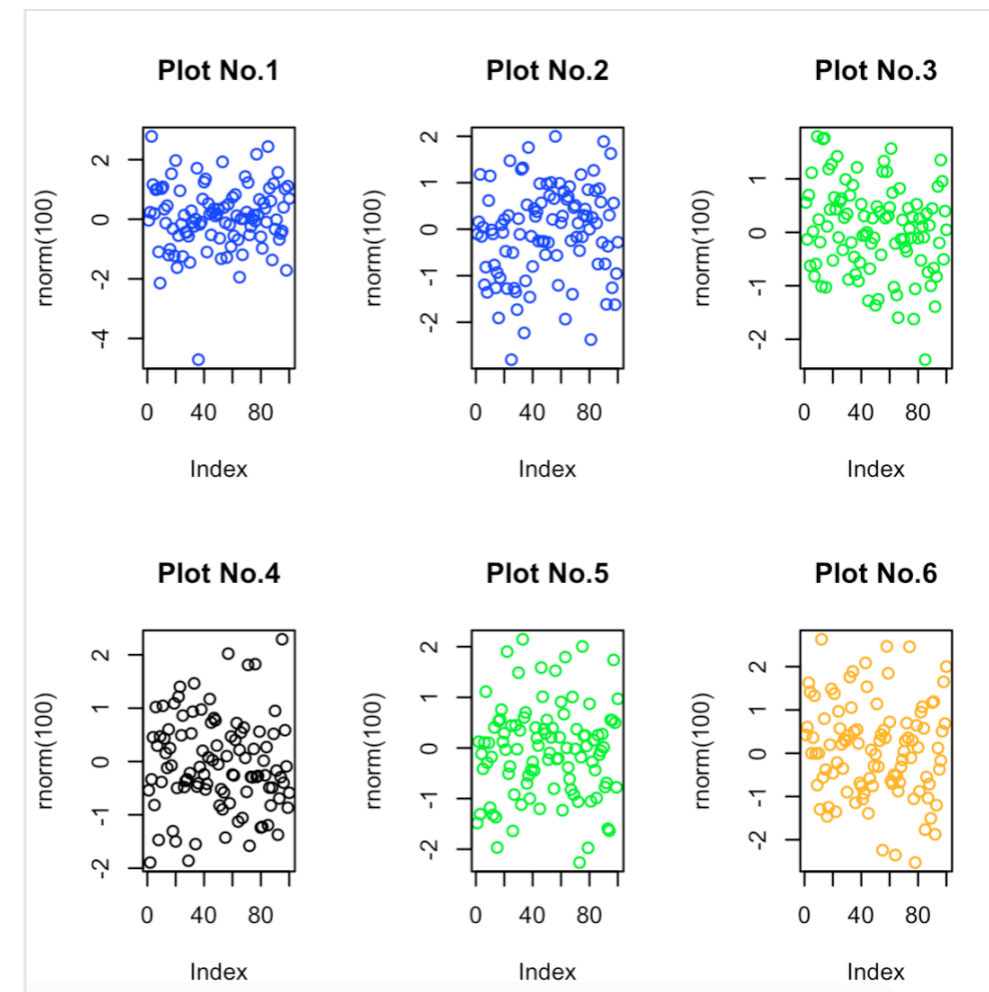 Plot No.1
rnorm(100)
2
0
-2
-4
0 40 80
Index
Plot No.2
rnorm(100)
2
1
0
-1
-2
0 40 80
Index
Plot No.3
rnorm(100)
1
0
-1
-2
0 40 80
Index
Plot No.4
rnorm(100)
2
1
0
-1
-2
0 40 80
Index
Plot No.5
rnorm(100)
2
1
0
-1
-2
0 40 80
Index
Plot No.6
rnorm(100)
2
1
0
-1
-2
0 40 80
Index